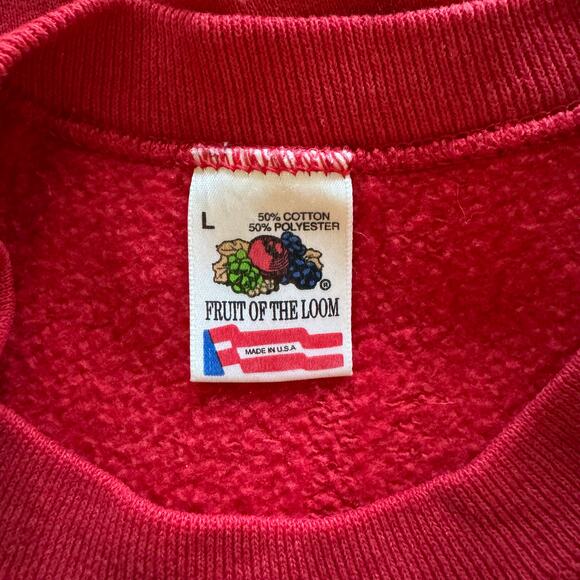 L
50% COTTON
50% POLYESTER
®
FRUIT OF THE LOOM
MADE IN U.S.A